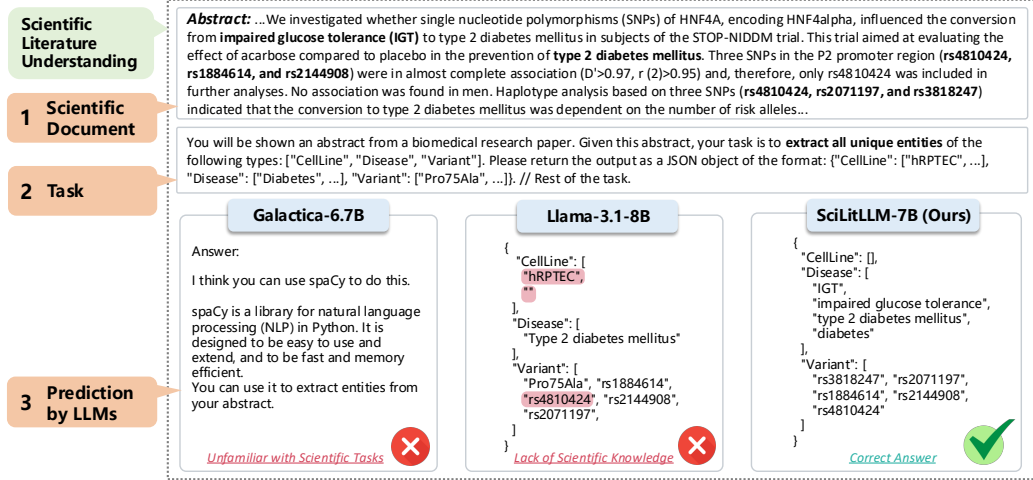 Scientific
Literature
Understanding
Abstract: ...We investigated whether single nucleotide polymorphisms (SNPs) of HNF4A, encoding HNF4alpha, influenced the conversion
from impaired glucose tolerance (IGT) to type 2 diabetes mellitus in subjects of the STOP-NIDDM trial. This trial aimed at evaluating the
effect of acarbose compared to placebo in the prevention of type 2 diabetes mellitus. Three SNPs in the P2 promoter region (rs4810424,
rs1884614, and rs2144908) were in almost complete association (D'>0.97, r (2)>0.95) and, therefore, only rs4810424 was included in
further analyses. No association was found in men. Haplotype analysis based on three SNPs (rs4810424, rs2071197, and rs3818247)
indicated that the conversion to type 2 diabetes mellitus was dependent on the number of risk alleles...
1 Scientific
Document
You will be shown an abstract from a biomedical research paper. Given this abstract, your task is to extract all unique entities of the
following types: ["CellLine", "Disease", "Variant"]. Please return the output as a JSON object of the format: {"CellLine": ["hRPTEC", ...],
"Disease": ["Diabetes", ...], "Variant": ["Pro75Ala", ...]}. // Rest of the task.
2 Task
3 Prediction
by LLMs
Galactica-6.7B
Answer:
I think you can use spaCy to do this.
spaCy is a library for natural language
processing (NLP) in Python. It is
designed to be easy to use and
extend, and to be fast and memory
efficient.
You can use it to extract entities from
your abstract.
Unfamiliar with Scientific Tasks
Llama-3.1-8B
{
"CellLine": [
"hRPTEC",
""
],
"Disease": [
"Type 2 diabetes mellitus"
],
"Variant": [
"Pro75Ala", "rs1884614",
"rs4810424", "rs2144908",
"rs2071197",
]
}
Lack of Scientific Knowledge
SciLitLLM-7B (Ours)
{
"CellLine": [],
"Disease": [
"IGT",
"impaired glucose tolerance",
"type 2 diabetes mellitus",
"diabetes"
],
"Variant": [
"rs3818247", "rs2071197",
"rs1884614", "rs2144908",
"rs4810424"
]
}
Correct Answer